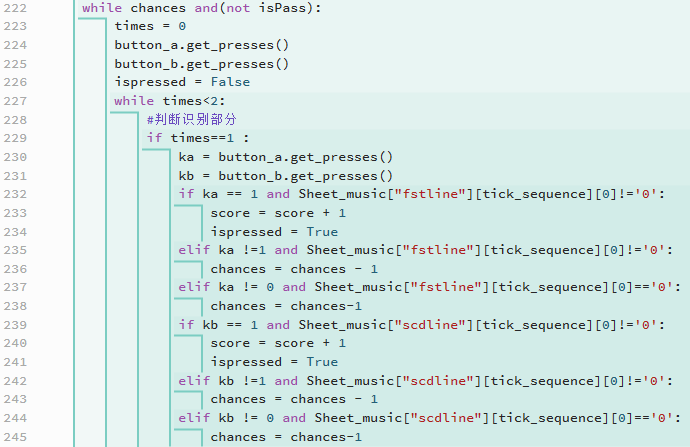 222 while chances and(not isPass):
223 times = 0
224 button_a.get_presses()
225 button_b.get_presses()
226 ispressed = False
227 while times<2:
228 #判断识别部分
229 if times==1 :
230 ka = button_a.get_presses()
231 kb = button_b.get_presses()
232 if ka == 1 and Sheet_music["fstline"][tick_sequence][0]!='0':
233 score = score + 1
234 ispressed = True
235 elif ka !=1 and Sheet_music["fstline"][tick_sequence][0]!='0':
236 chances = chances - 1
237 elif ka != 0 and Sheet_music["fstline"][tick_sequence][0]=='0':
238 chances = chances-1
239 if kb == 1 and Sheet_music["scdline"][tick_sequence][0]!='0':
240 score = score + 1
241 ispressed = True
242 elif kb !=1 and Sheet_music["scdline"][tick_sequence][0]!='0':
243 chances = chances - 1
244 elif kb != 0 and Sheet_music["scdline"][tick_sequence][0]=='0':
245 chances = chances-1